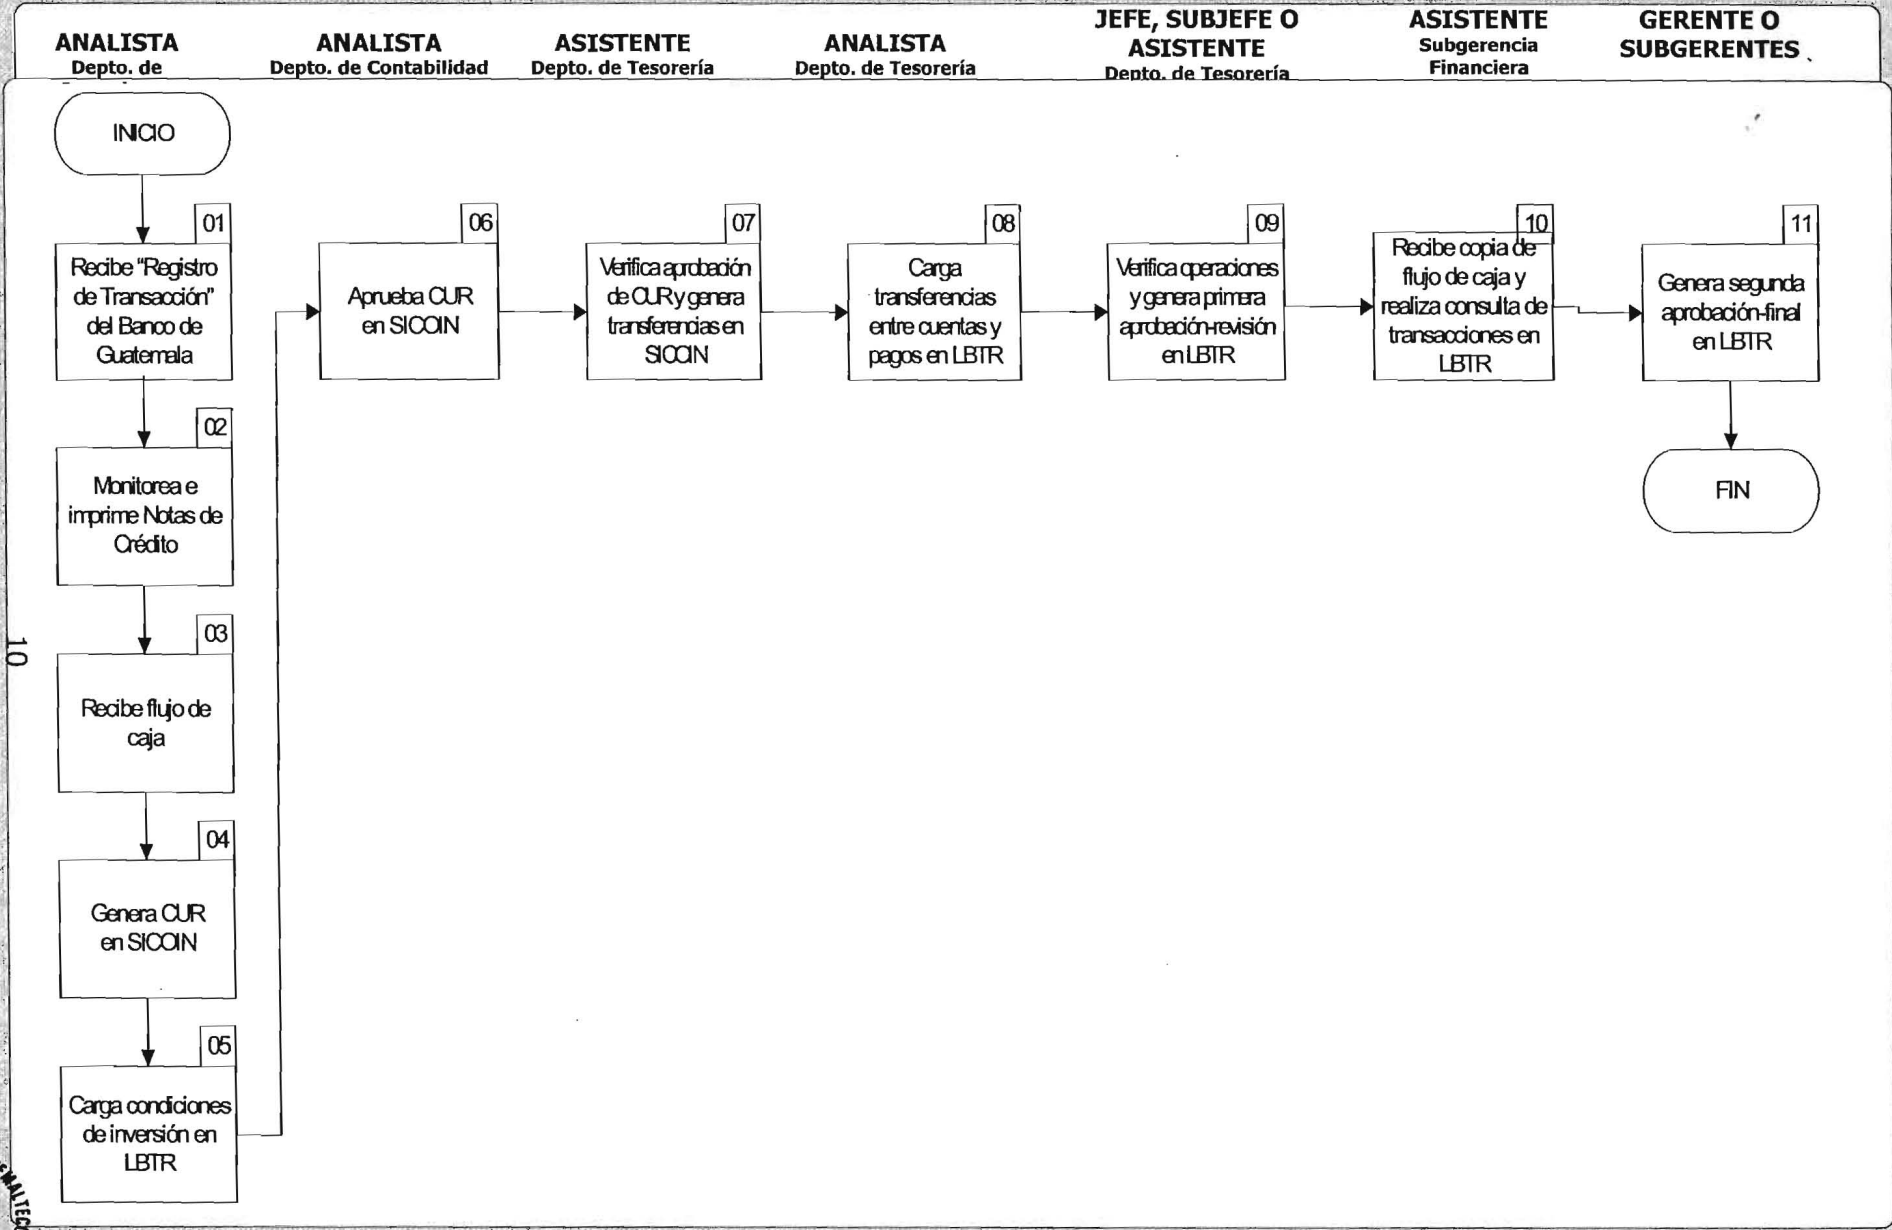 ANALISTA
Depto. de
ANALISTA
Depto. de Contabilidad
ASISTENTE
Depto. de Tesorería
ANALISTA
Depto. de Tesorería
JEFE, SUBJEFE O
ASISTENTE
Depto. de Tesorería
ASISTENTE
Subgerencia
Financiera
GERENTE O
SUBGERENTES
INICIO
01
Recibe "Registro
de Transacción"
del Banco de
Guatemala
02
Monitorea e
imprime Notas de
Crédito
03
Recibe flujo de
caja
04
Genera CUR
en SICOIN
05
Carga condiciones
de inversión en
LBTR
06
Aprueba CUR
en SICOIN
07
Verifica aprobación
de CUR y genera
transferencias en
SICOIN
08
Carga
transferencias
entre cuentas y
pagos en LBTR
09
Verifica operaciones
y genera primera
aprobación-revisión
en LBTR
10
Recibe copia de
flujo de caja y
realiza consulta de
transacciones en
LBTR
11
Genera segunda
aprobación-final
en LBTR
FIN
10